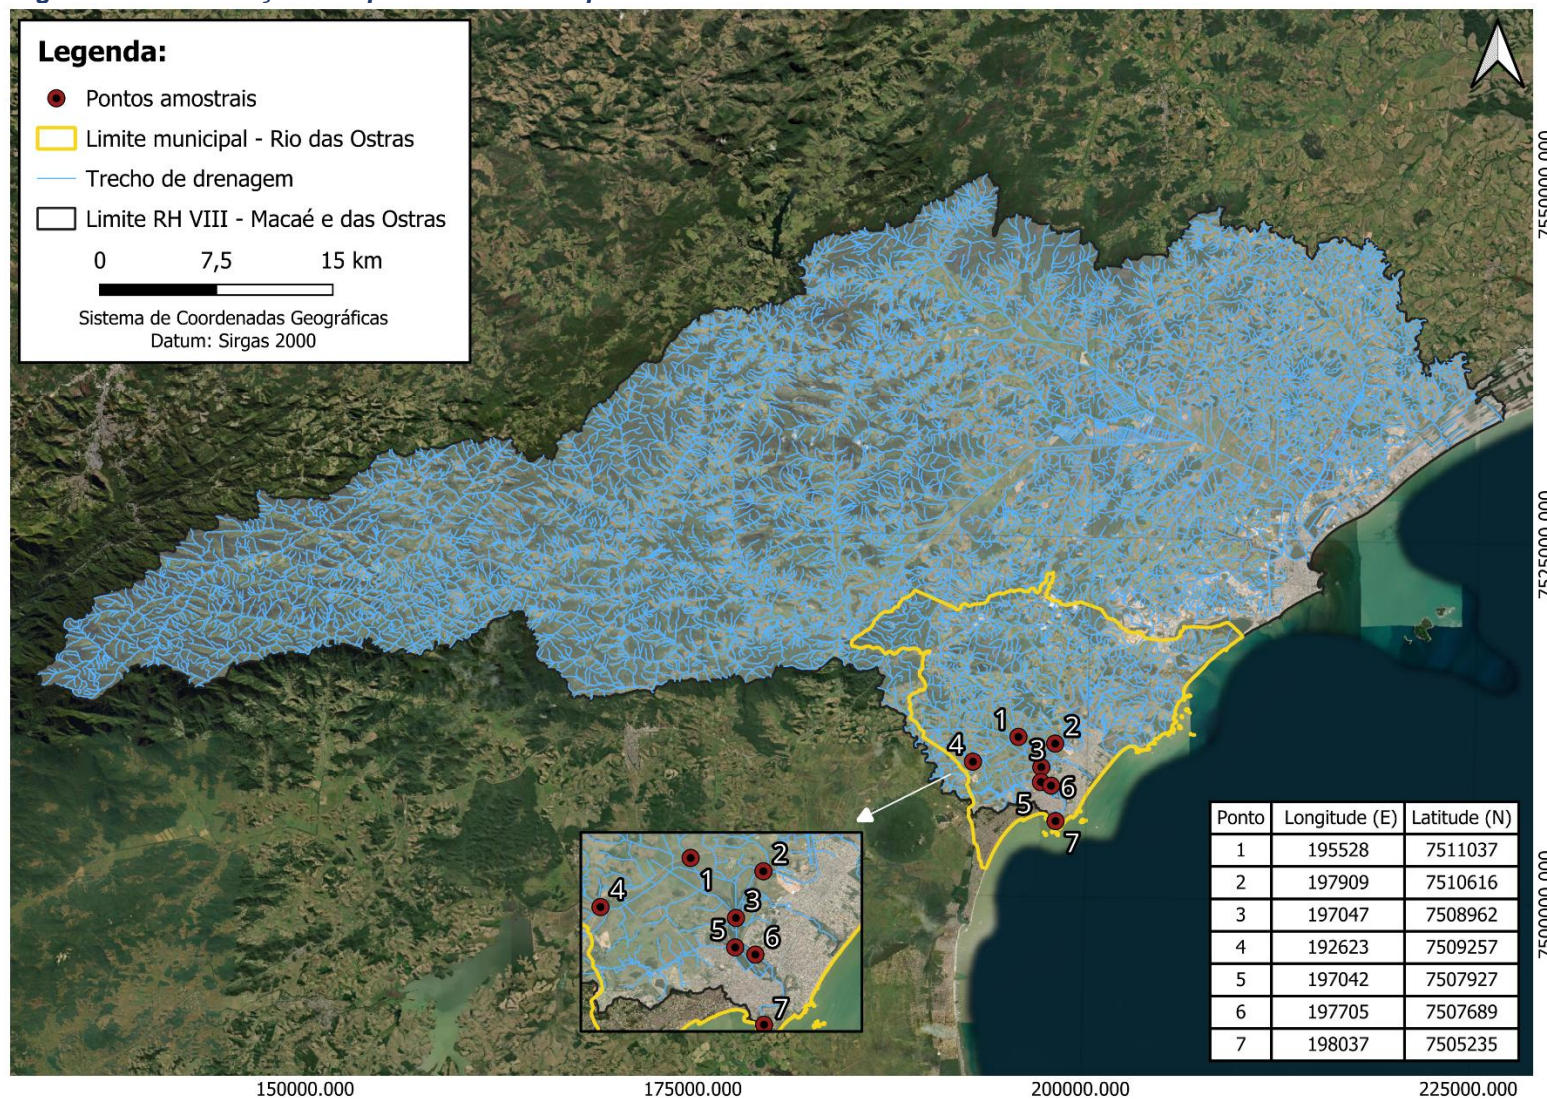 Legenda:
Pontos amostrais
Limite municipal - Rio das Ostras
Trecho de drenagem
Limite RH VIII - Macaé e das Ostras
0 7,5 15 km
Sistema de Coordenadas Geográficas
Datum: Sirgas 2000
7550000.000
7525000.000
7500000.000
1
2
3
4
5
6
7
1
2
3
4
5
6
7
Ponto Longitude (E) Latitude (N)
1 195528 7511037
2 197909 7510616
3 197047 7508962
4 192623 7509257
5 197042 7507927
6 197705 7507689
7 198037 7505235
150000.000 175000.000 200000.000 225000.000